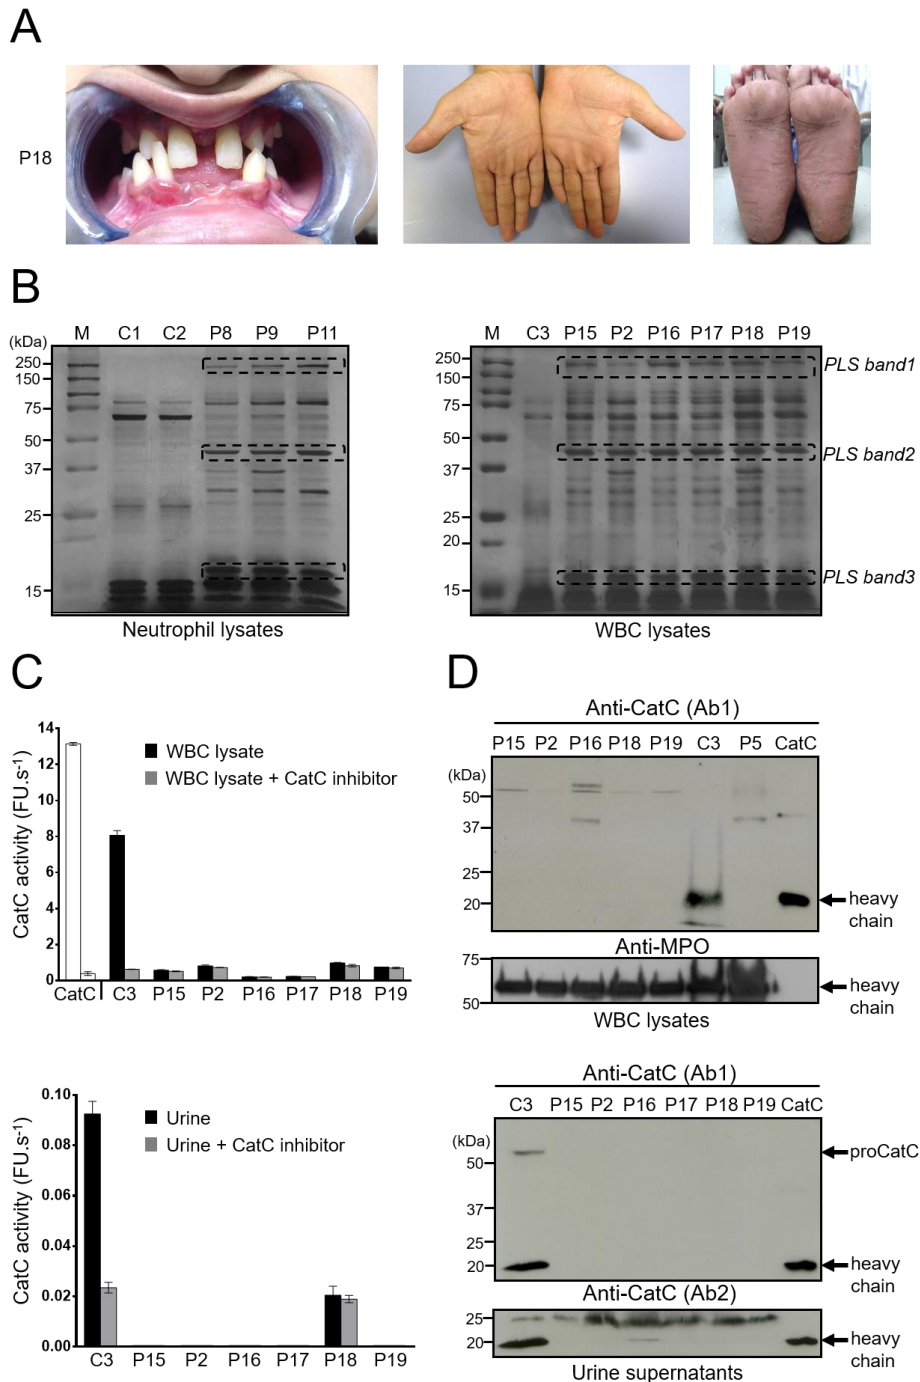 A
P18
B
M C1 C2 P8 P9 P11
(kDa)
250
150
75
50
37
25
15
Neutrophil lysates
M C3 P15 P2 P16 P17 P18 P19
250
150
75
50
37
25
20
15
PLS band1
PLS band2
PLS band3
WBC lysates
C
CatC activity (FU.s-1)
14
12
10
8
6
4
2
0
WBC lysate
WBC lysate + CatC inhibitor
CatC C3 P15 P2 P16 P17 P18 P19
CatC activity (FU.s-1)
0.10
0.08
0.06
0.04
0.02
0.00
Urine
Urine + CatC inhibitor
C3 P15 P2 P16 P17 P18 P19
D
Anti-CatC (Ab1)
P15 P2 P16 P18 P19 C3 P5 CatC
(kDa)
50
37
25
20
heavy
chain
Anti-MPO
75
50
heavy
chain
WBC lysates
Anti-CatC (Ab1)
C3 P15 P2 P16 P17 P18 P19 CatC
(kDa)
50
37
25
20
proCatC
heavy
chain
Anti-CatC (Ab2)
25
20
heavy
chain
Urine supernatants